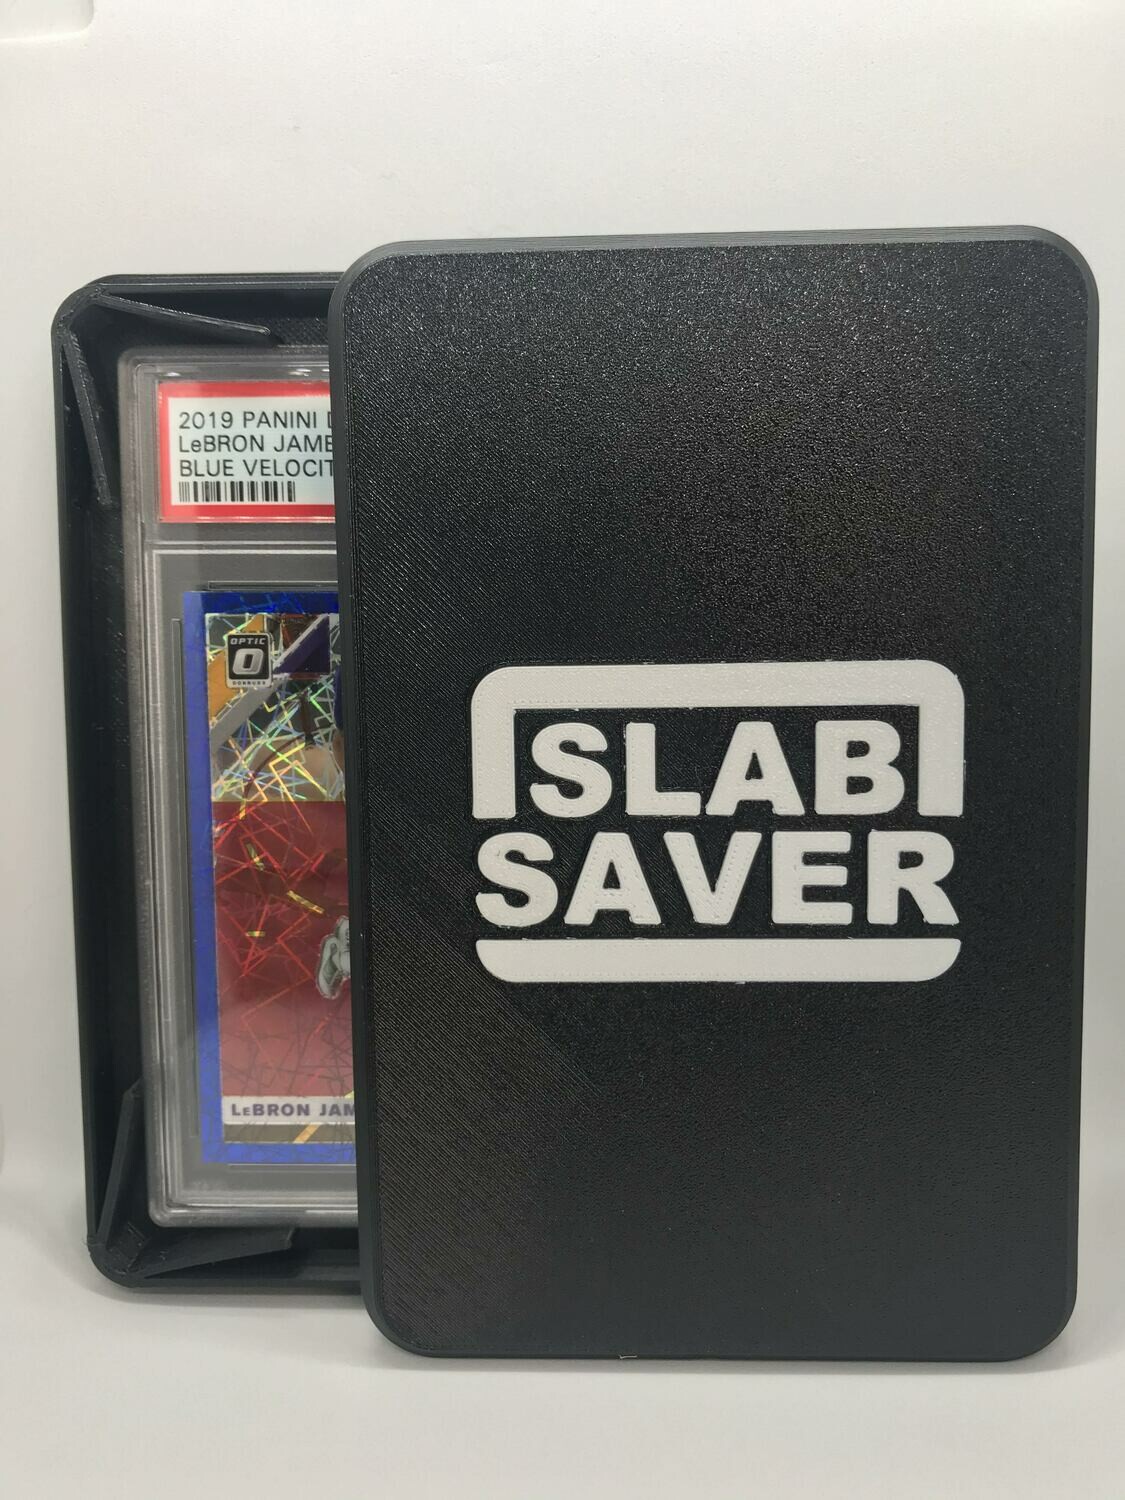 2019 PANINI
LeBRON JAME
BLUE VELOCIT
OPTIC
O
DONRUSS
LEBRON JAM
SLAB
SAVER